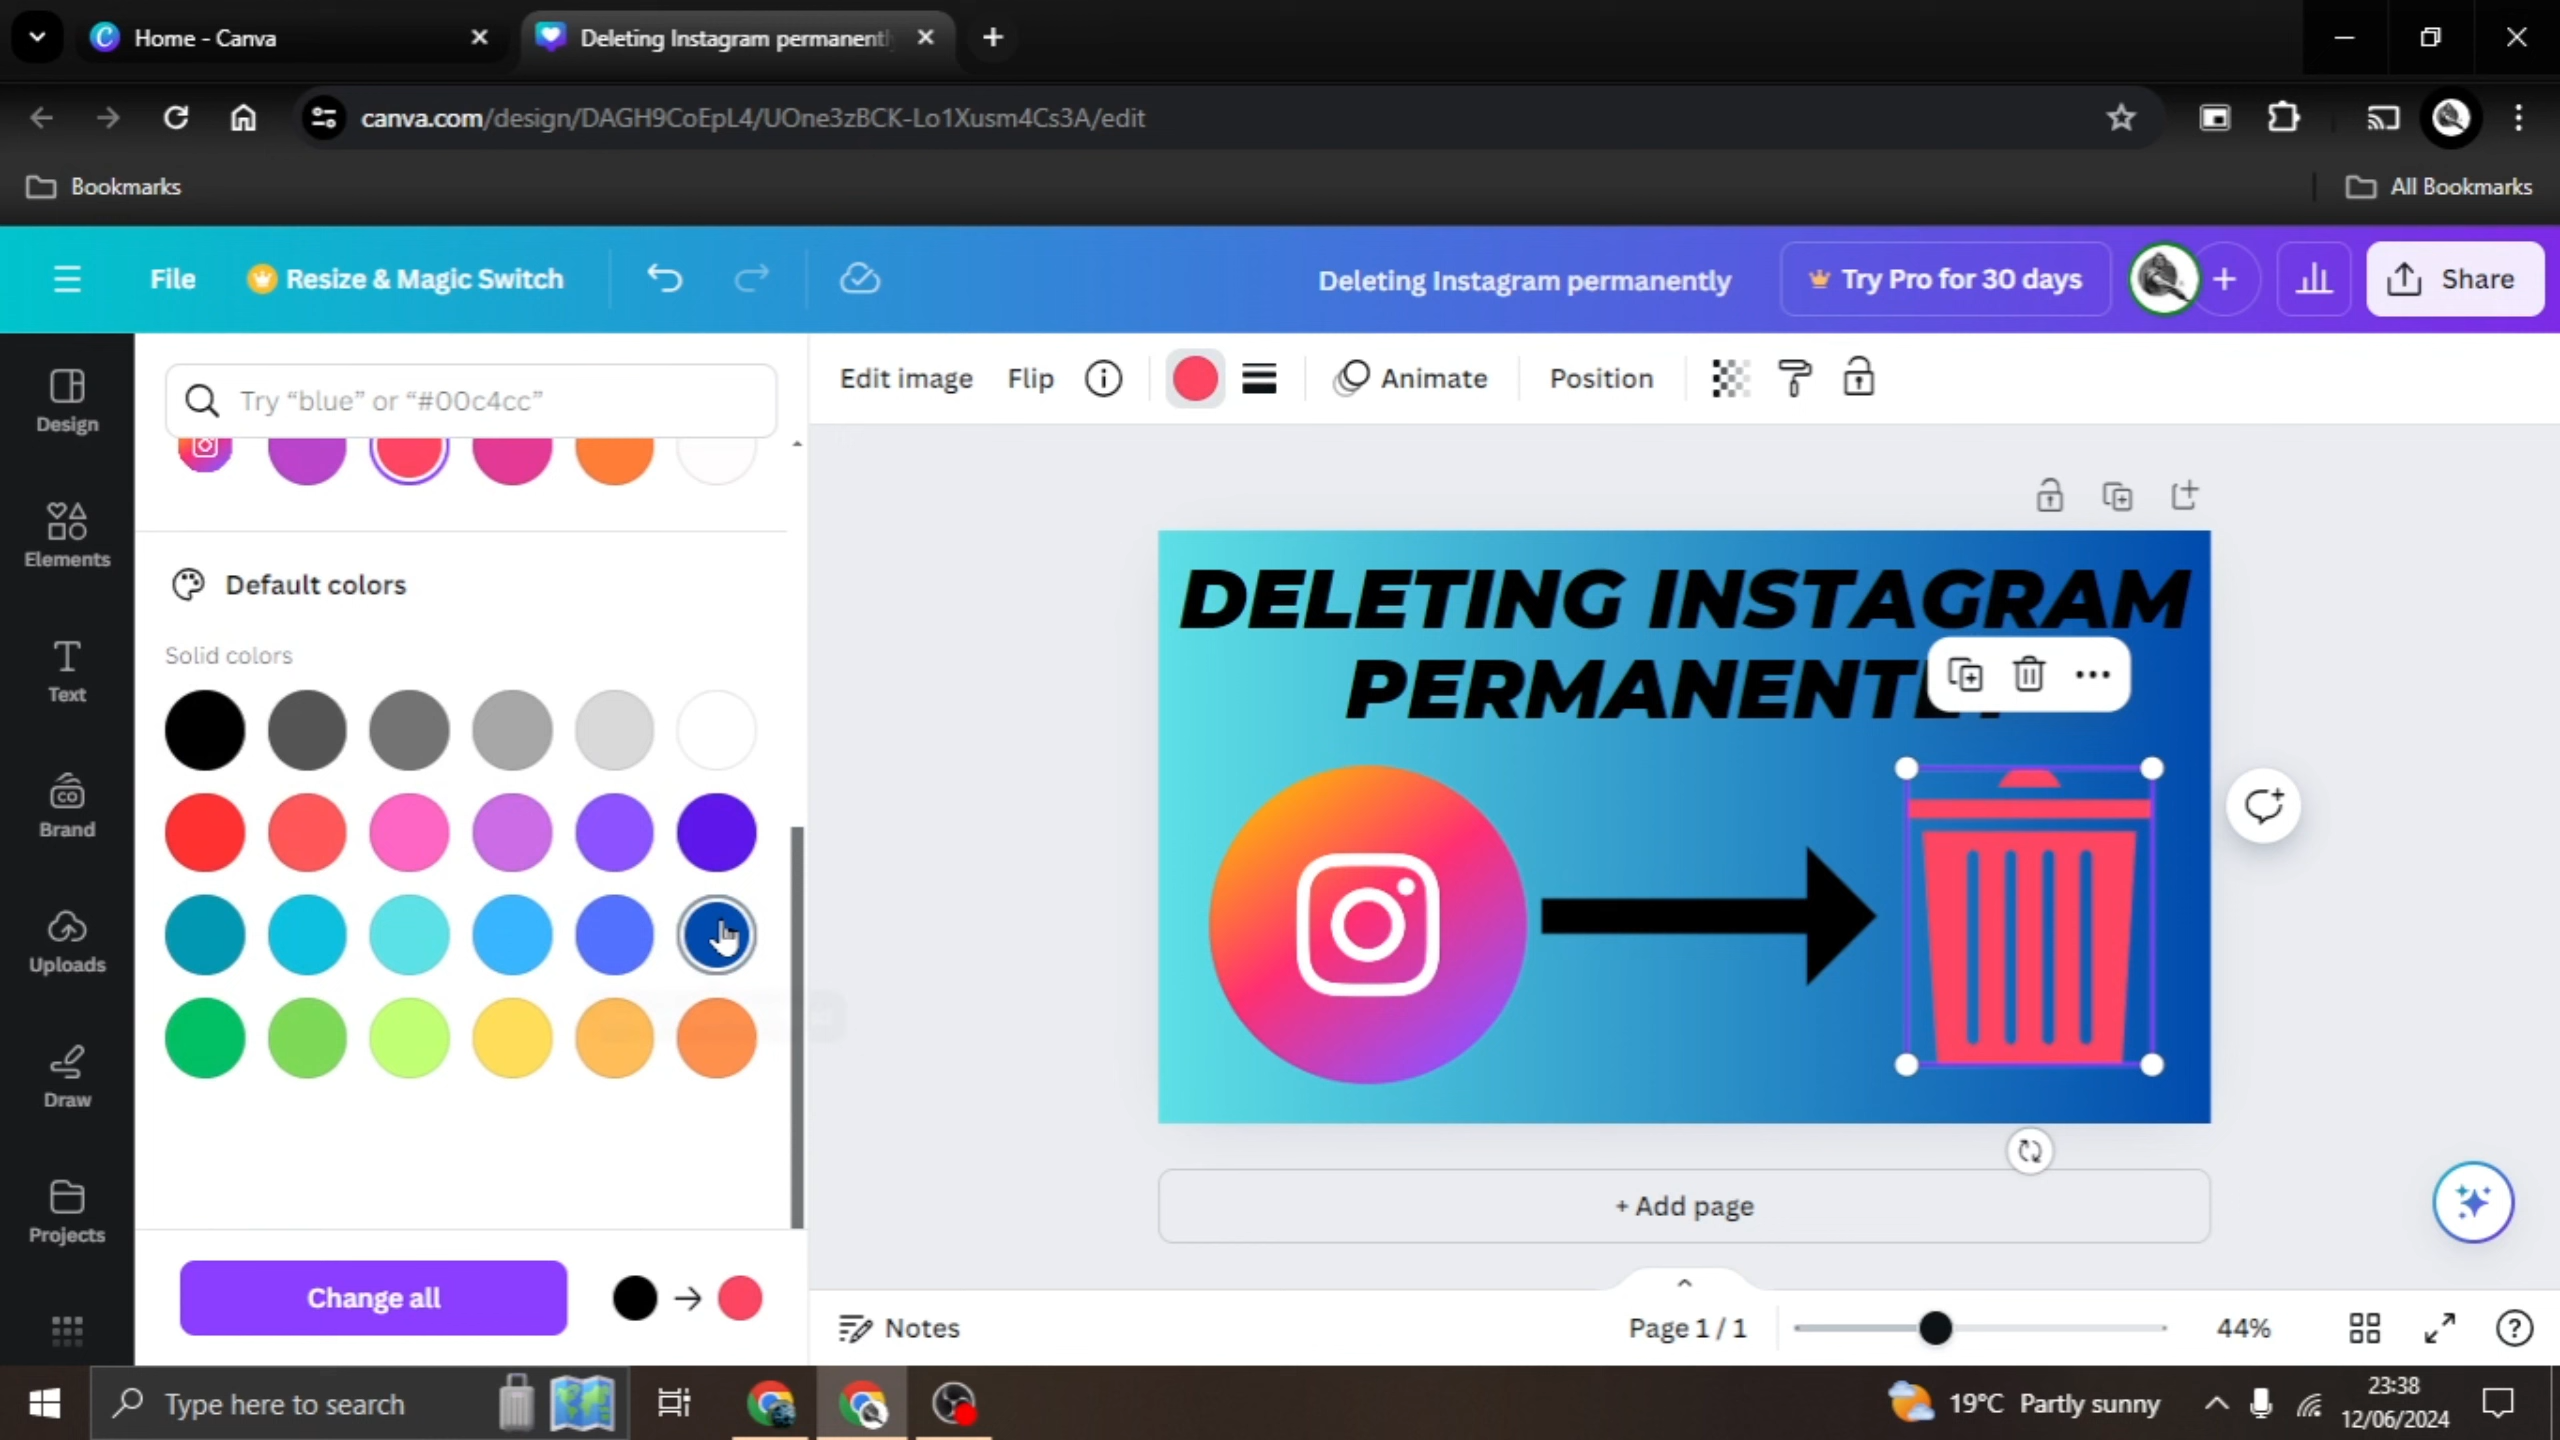 Home - Canva
Deleting Instagram permanent
canva.com/design/DAGH9CoEpL4/UOne3zBCK-Lo1Xusm4Cs3A/edit
Bookmarks
All Bookmarks
File
Resize & Magic Switch
Deleting Instagram permanently
Try Pro for 30 days
Share
Design
Elements
Text
Brand
Uploads
Draw
Projects
CO
Try “blue” or “#00c4cc”
Edit image
Flip
Animate
Position
Default colors
Solid colors
DELETING INSTAGRAM
PERMANENTLY
Change all
+ Add page
Notes
Page 1 / 1
44%
Type here to search
19°C Partly sunny
23:38
12/06/2024